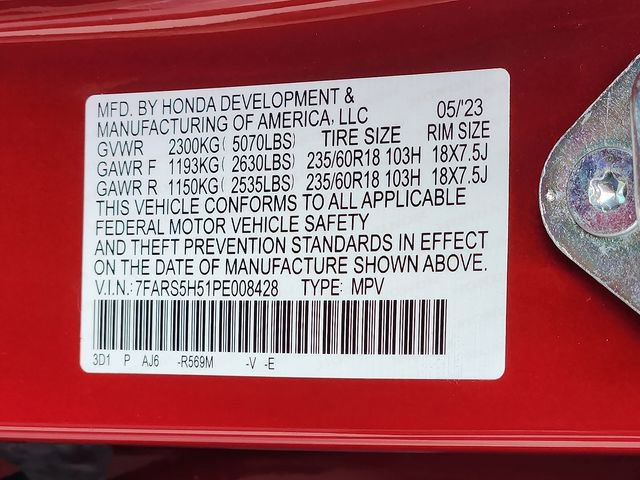 MFD. BY HONDA DEVELOPMENT &
MANUFACTURING OF AMERICA, LLC 05/'23
GVWR 2300KG( 5070LBS) TIRE SIZE RIM SIZE
GAWR F 1193KG( 2630LBS) 235/60R18 103H 18X7.5J
GAWR R 1150KG( 2535LBS) 235/60R18 103H 18X7.5J
THIS VEHICLE CONFORMS TO ALL APPLICABLE
FEDERAL MOTOR VEHICLE SAFETY
AND THEFT PREVENTION STANDARDS IN EFFECT
ON THE DATE OF MANUFACTURE SHOWN ABOVE.
V.I.N.:7FARS5H51PE008428 TYPE: MPV
3D1 P AJ6 -R569M -V -E